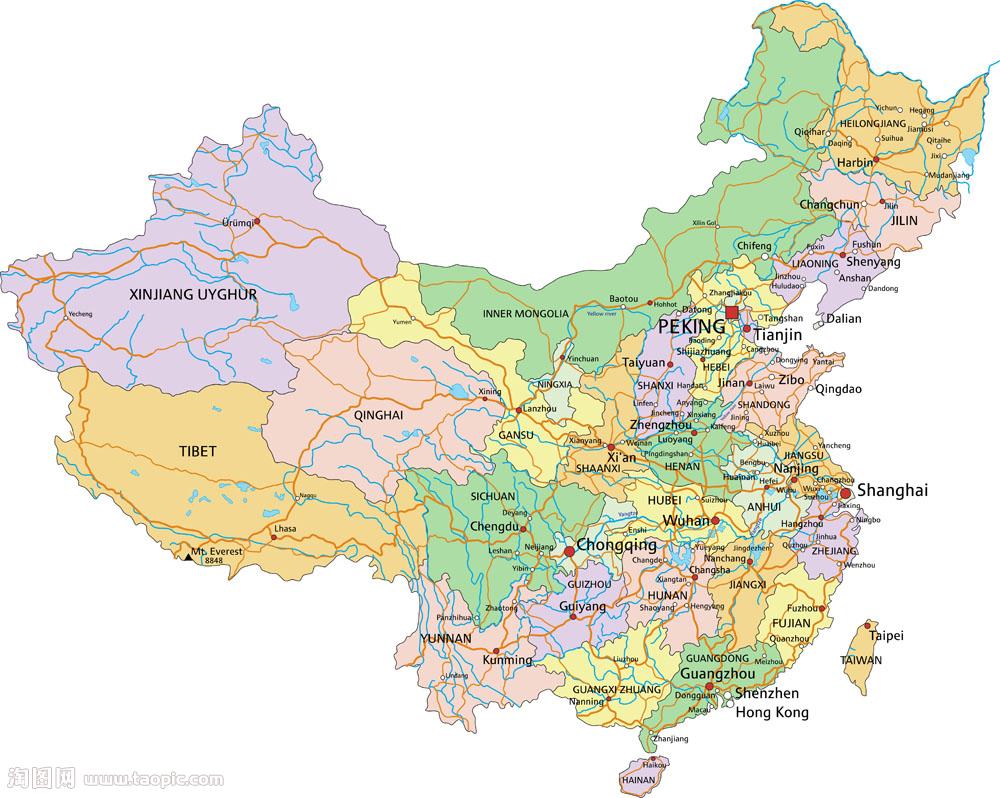 Yichun
Hegang
HEILONGJIANG
Jiamusi
Qiqihar
Daqing
Suihua
Qitaihe
Harbin
Jixi
Mudanjiang
Changchun
Jilin
JILIN
Ürümqi
Xilin Gol
Chifeng
Fuxin
Fushun
LIAONING
Shenyang
Jinzhou
Anshan
Huludao
Dandong
XINJIANG UYGHUR
Yecheng
Yumen
INNER MONGOLIA
Baotou
Hohhot
Yellow river
Zhangjiakou
Datong
PEKING
Tangshan
Dalian
Tianjin
Baoding
Cangzhou
Yinchuan
Taiyuan
Shijiazhuang
HEBEI
Dongying
Yantai
NINGXIA
SHANXI
Handan
Jinan
Laiwu
Zibo
Qingdao
Xining
Lanzhou
QINGHAI
Linfen
Anyang
SHANDONG
Jincheng
Xinxiang
Jining
Zhengzhou
Kaifeng
GANSU
Xianyang
Weinan
Luoyang
Xuzhou
Huaibei
Yancheng
TIBET
Xi'an
Pingdingshan
JIANGSU
SHAANXI
HENAN
Bengbu
Nanjing
Huainan
Hefei
Changzhou
Wuxi
Wuhu
Suzhou
Shanghai
Nagqu
SICHUAN
HUBEI
Suizhou
ANHUI
Jiaxing
Deyang
Yangtze
Chengdu
Wuhan
Hangzhou
Ningbo
Lhasa
Enshi
Jinhua
Mt. Everest
8848
Leshan
Neijiang
Chongqing
Yueyang
Jingdezhen
Quzhou
ZHEJIANG
Changde
Nanchang
Wenzhou
Yibin
Changsha
GUIZHOU
Xiangtan
JIANGXI
HUNAN
Zhaotong
Guiyang
Shaoyang
Hengyang
Fuzhou
Panzhihua
FUJIAN
YUNNAN
Quanzhou
Taipei
Kunming
Liuzhou
GUANGDONG
Meizhou
TAIWAN
Guangzhou
GUANGXI ZHUANG
Dongguan
Shenzhen
Nanning
Macau
Hong Kong
Zhanjiang
Haikou
HAINAN
淘图网 www.taopic.com